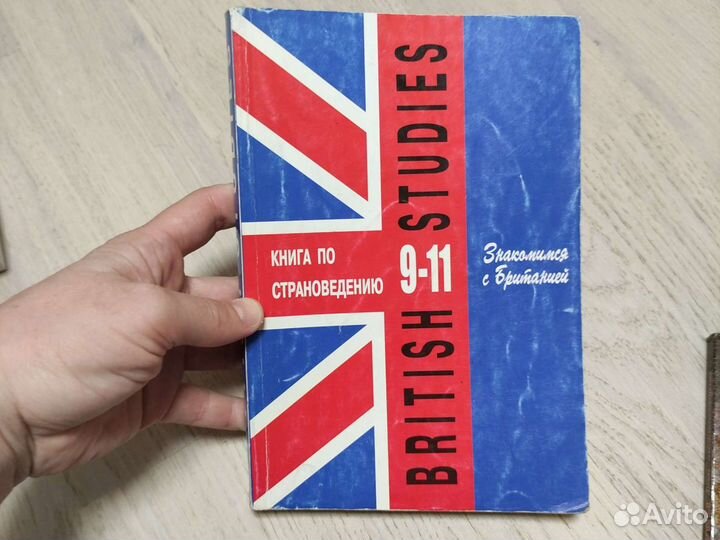 КНИГА ПО
СТРАНОВЕДЕНИЮ
9-11
BRITISH STUDIES
Знакомимся
с Британией
Avito